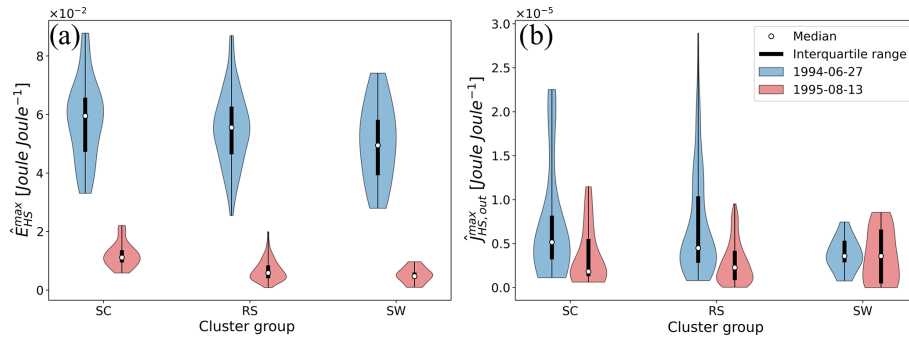 ×10⁻²
(a)
8
6
4
2
0
Ê_HS^max [Joule Joule⁻¹]
SC
RS
SW
Cluster group
×10⁻⁵
(b)
3.0
2.5
2.0
1.5
1.0
0.5
0.0
Ĵ_HS,out^max [Joule Joule⁻¹]
Median
Interquartile range
1994-06-27
1995-08-13
SC
RS
SW
Cluster group